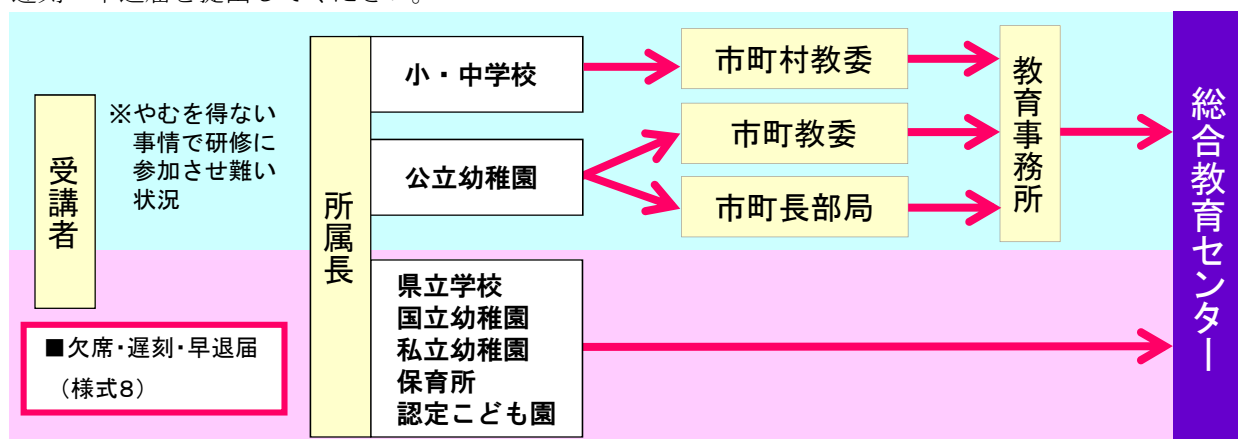 受講者
※やむを得ない
事情で研修に
参加させ難い
状況
■欠席・遅刻・早退届
（様式８）
所属長
小・中学校
公立幼稚園
県立学校
国立幼稚園
私立幼稚園
保育所
認定こども園
市町村教委
市町教委
市町長部局
教育事務所
総合教育センター